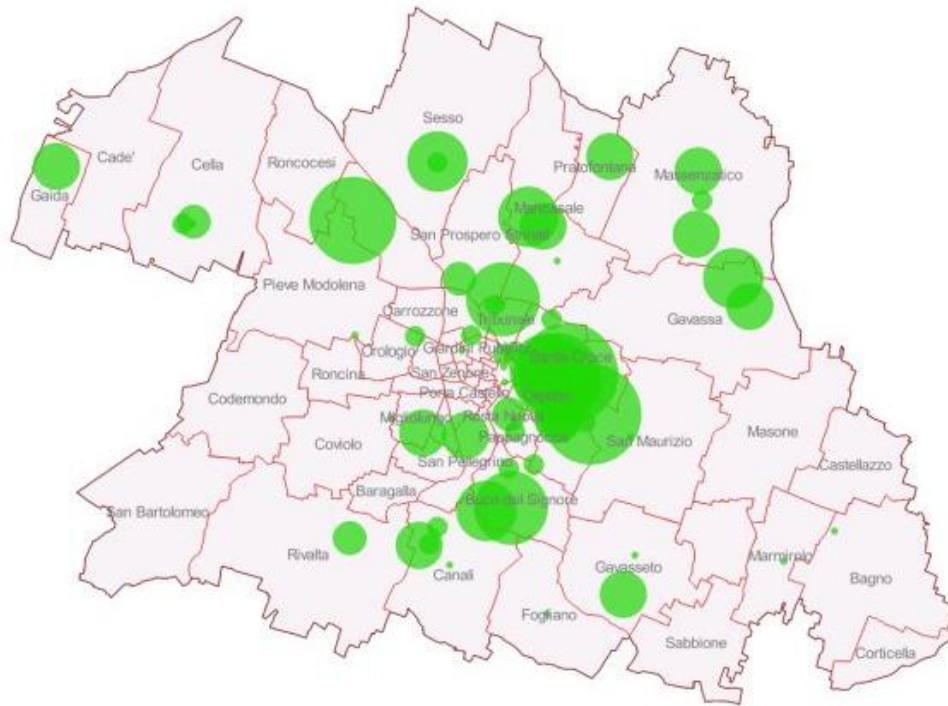 Sesso
Cade'
Cella
Roncocesi
Pratofontana
Massenzatico
Gaida
Mancasale
San Prospero Strinati
Pieve Modolena
Carrozzone
Tribunale
Gavassa
Orologio
Giardini Pubblici
Santa Croce
Roncina
San Zenone
Porta Castello
Ospizio
Codemondo
Migliolungo
Rosta Nuova
Coviolo
Pappagnocca
San Maurizio
Masone
San Pellegrino
Castellazzo
Baragalla
Buco del Signore
San Bartolomeo
Rivalta
Canali
Gavasseto
Marmirolo
Bagno
Fogliano
Sabbione
Corticella